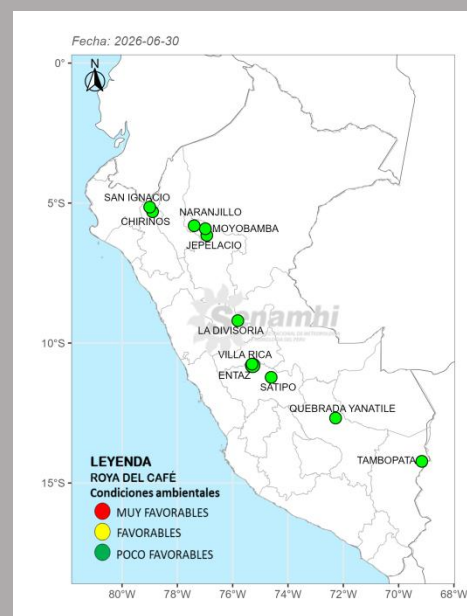 Fecha: 2026-06-30
0°
N
SAN IGNACIO
5°S
CHIRINOS
NARANJILLO
MOYOBAMBA
JEPELACIO
Senamhi
LA DIVISORIA
10°S
VILLA RICA
ENTAZ
SATIPO
QUEBRADA YANATILE
TAMBOPATA
LEYENDA
ROYA DEL CAFÉ
Condiciones ambientales
MUY FAVORABLES
FAVORABLES
POCO FAVORABLES
15°S
80°W 78°W 76°W 74°W 72°W 70°W 68°W